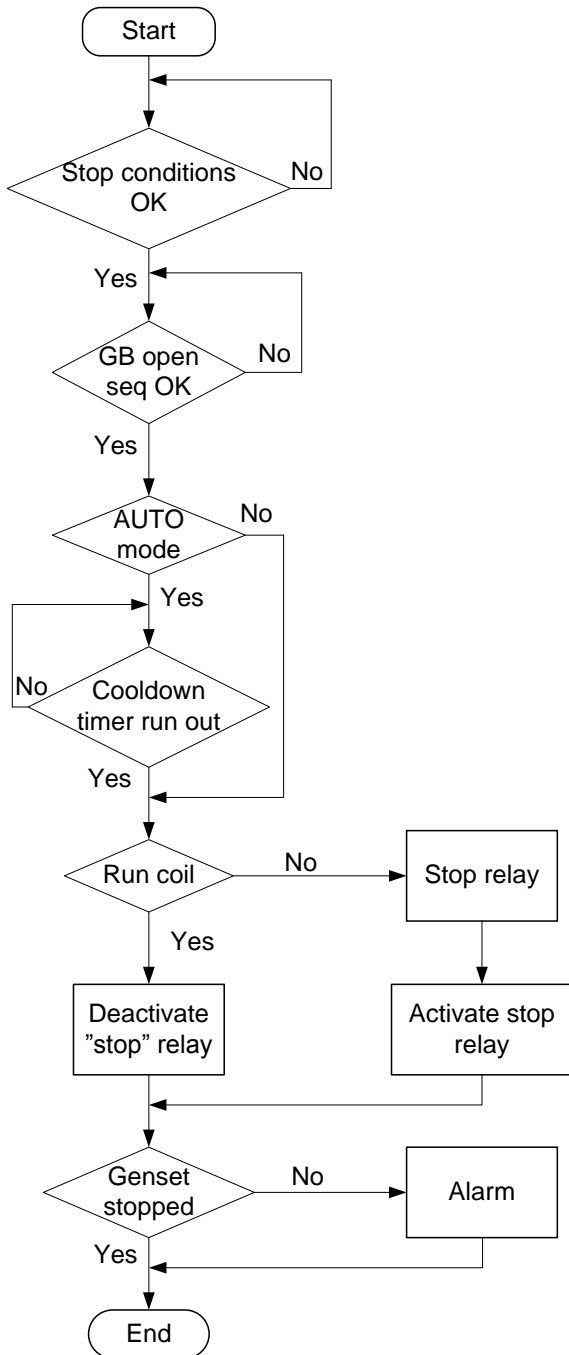 Start
Stop conditions
OK
No
Yes
GB open
seq OK
No
Yes
AUTO
mode
No
Yes
No
Cooldown
timer run out
Yes
Run coil
No
Stop relay
Yes
Deactivate
”stop” relay
Activate stop
relay
Genset
stopped
No
Alarm
Yes
End